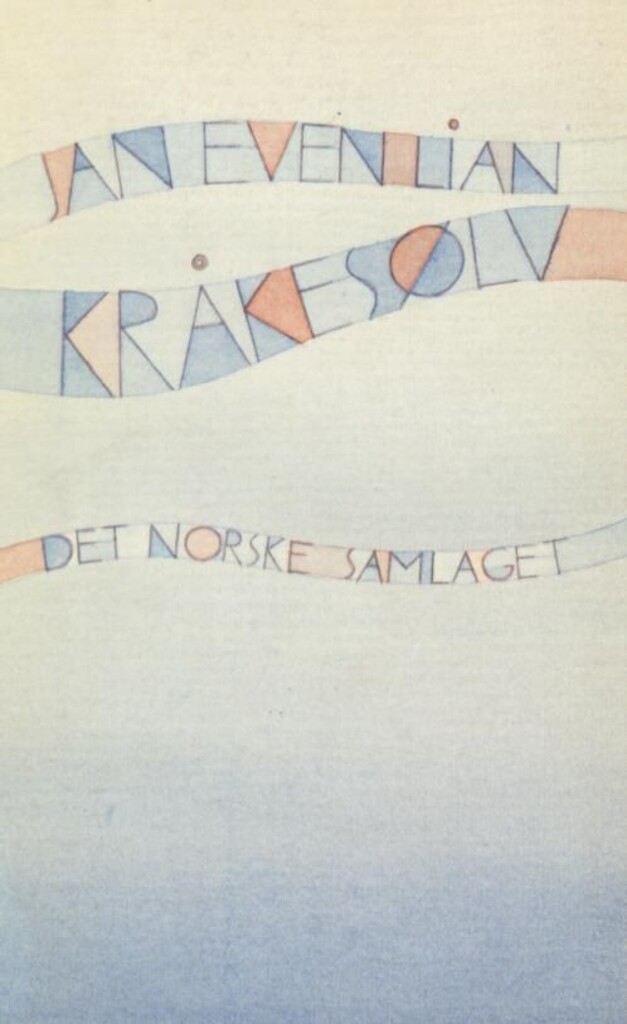 JAN EVEN LIAN
KRÅKESØLV
DET NORSKE SAMLAGET